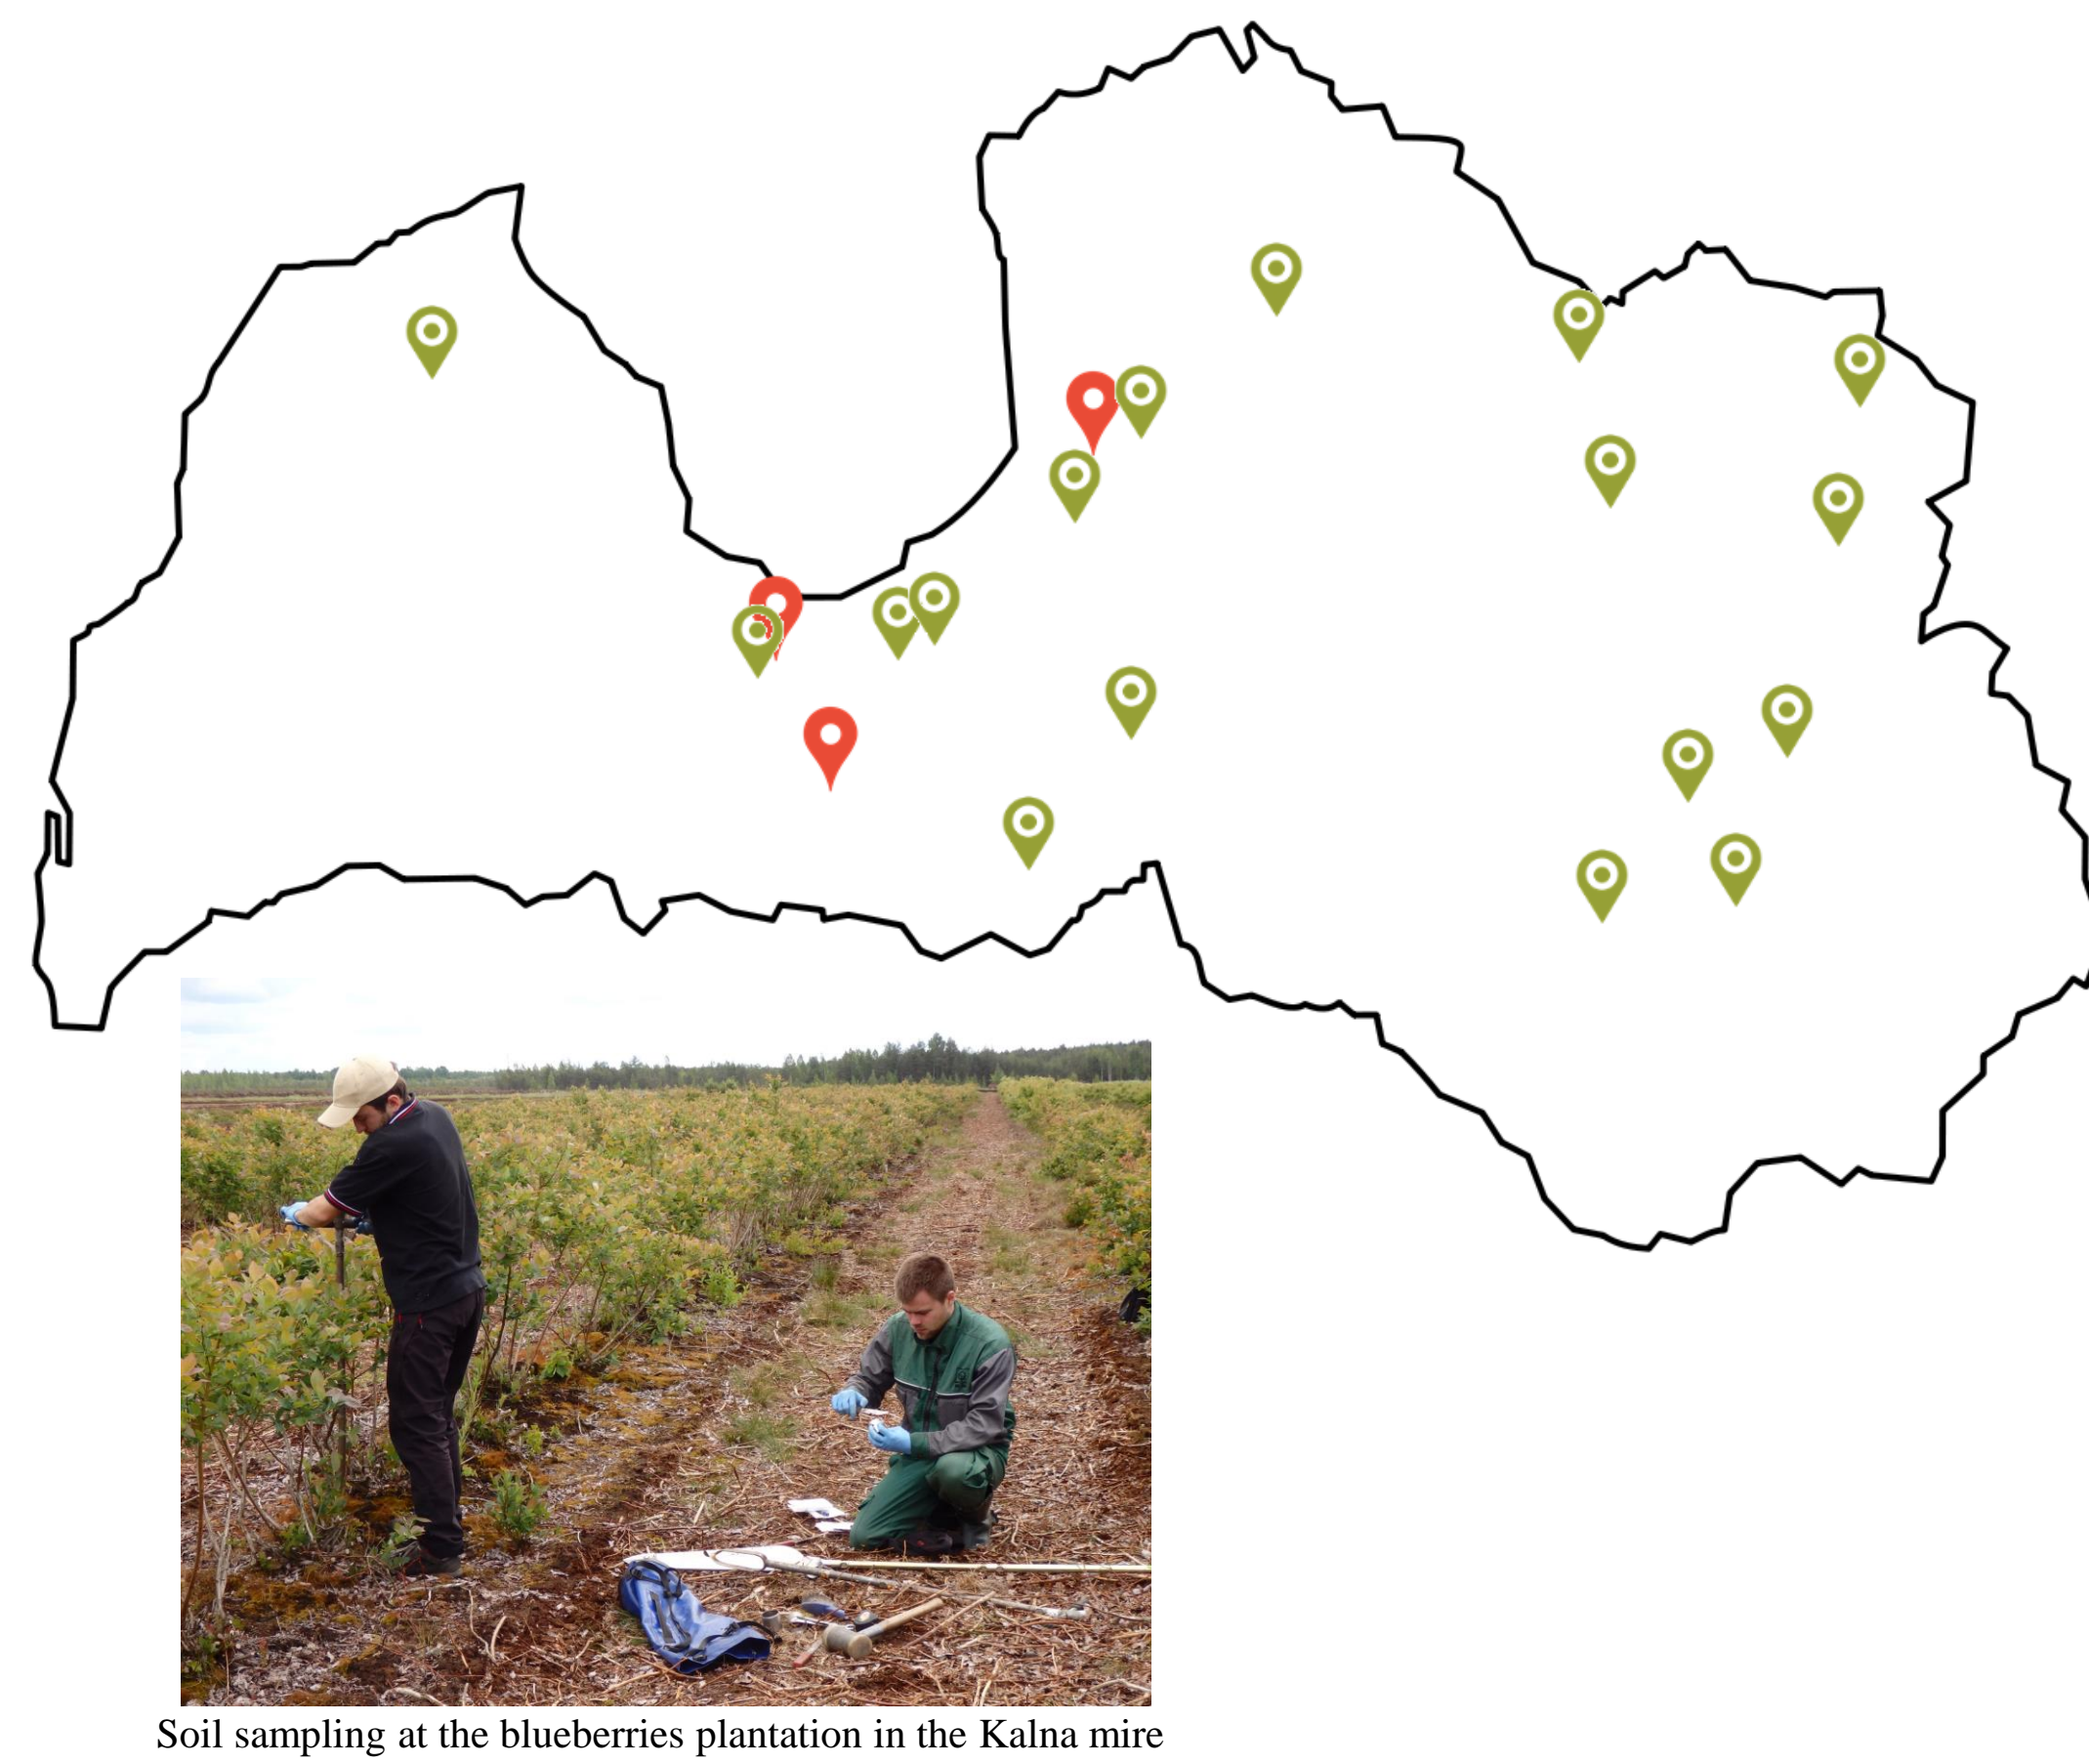 Soil sampling at the blueberries plantation in the Kalna mire